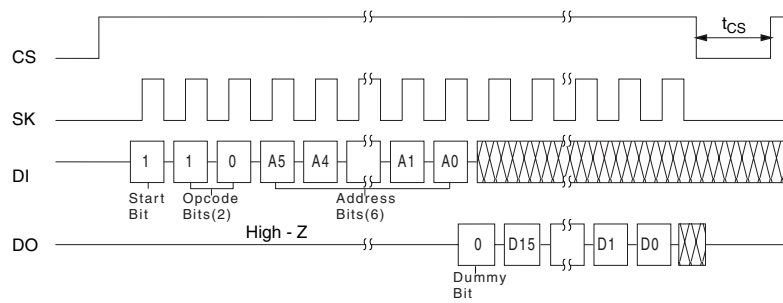 tCS
CS
SK
DI
1 1 0 A5 A4 A1 A0
Start Bit
Opcode Bits(2)
Address Bits(6)
High - Z
DO
0 D15 D1 D0
Dummy Bit